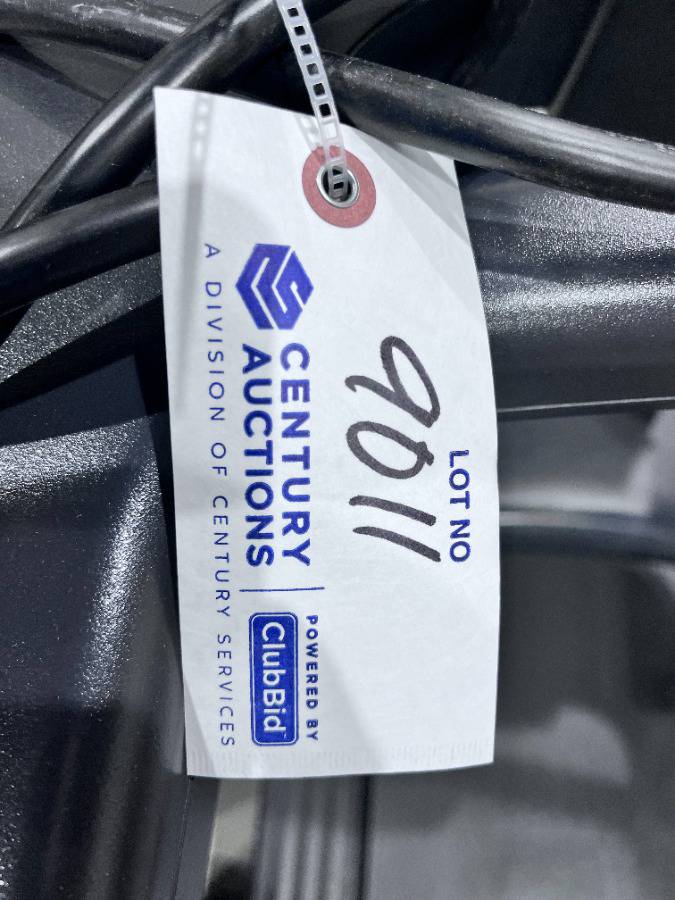 LOT NO
9011
CENTURY
AUCTIONS
POWERED BY
ClubBid
A DIVISION OF CENTURY SERVICES